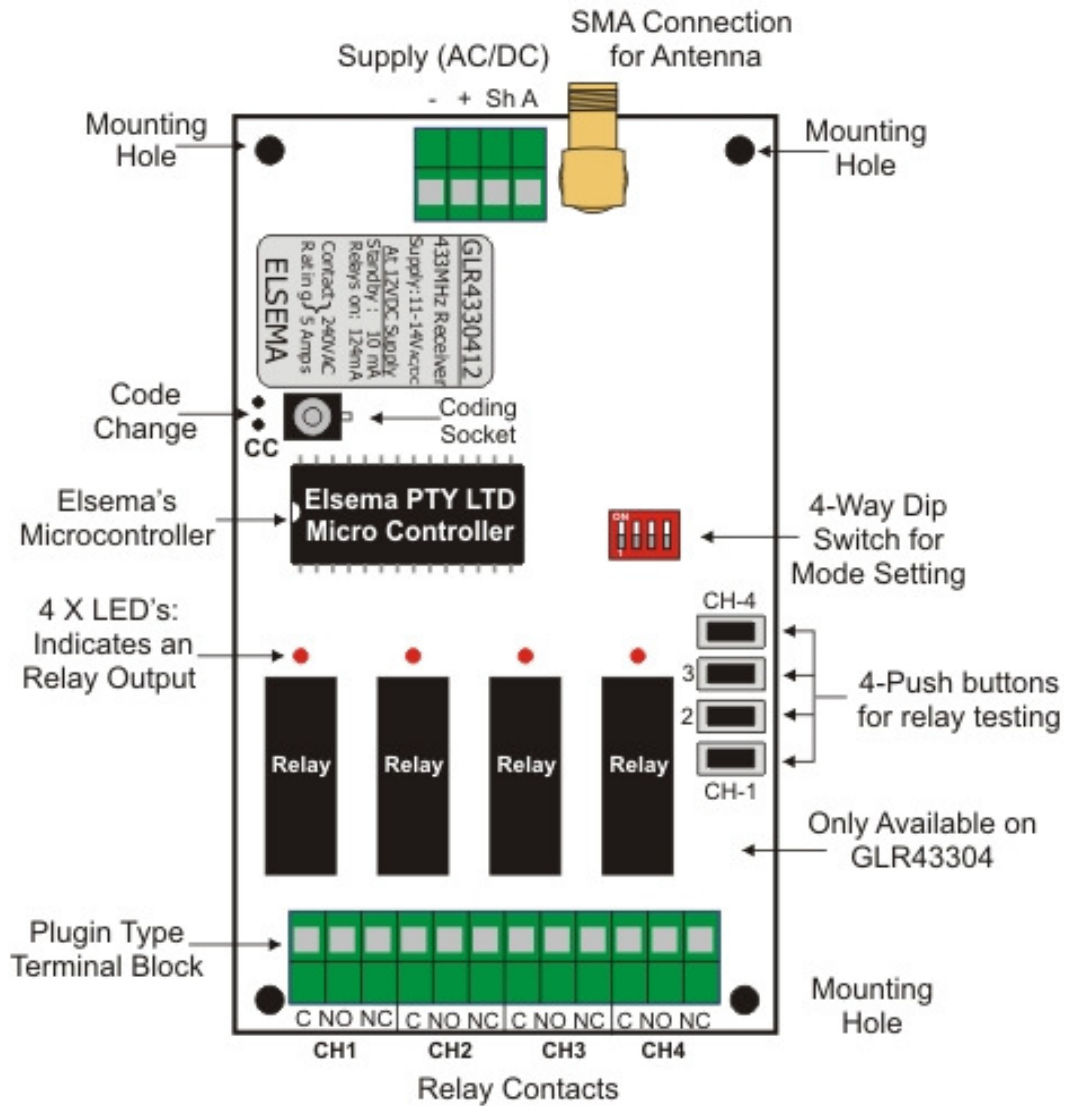 SMA Connection
for Antenna
Supply (AC/DC)
- + Sh A
Mounting
Hole
Mounting
Hole
GLR4330412
433MHz Receiver
Supply:11-14VAC/DC
At 12VDC Supply
Standby : 10 mA
Relays on: 124mA
Contact } 240VAC
Rating } 5 Amps
ELSEMA
Code
Change
CC
Coding
Socket
Elsema's
Microcontroller
Elsema PTY LTD
Micro Controller
ON
1
4-Way Dip
Switch for
Mode Setting
4 X LED's:
Indicates an
Relay Output
CH-4
3
2
CH-1
4-Push buttons
for relay testing
Relay Relay Relay Relay
Only Available on
GLR43304
Plugin Type
Terminal Block
Mounting
Hole
C NO NC C NO NC C NO NC C NO NC
CH1 CH2 CH3 CH4
Relay Contacts